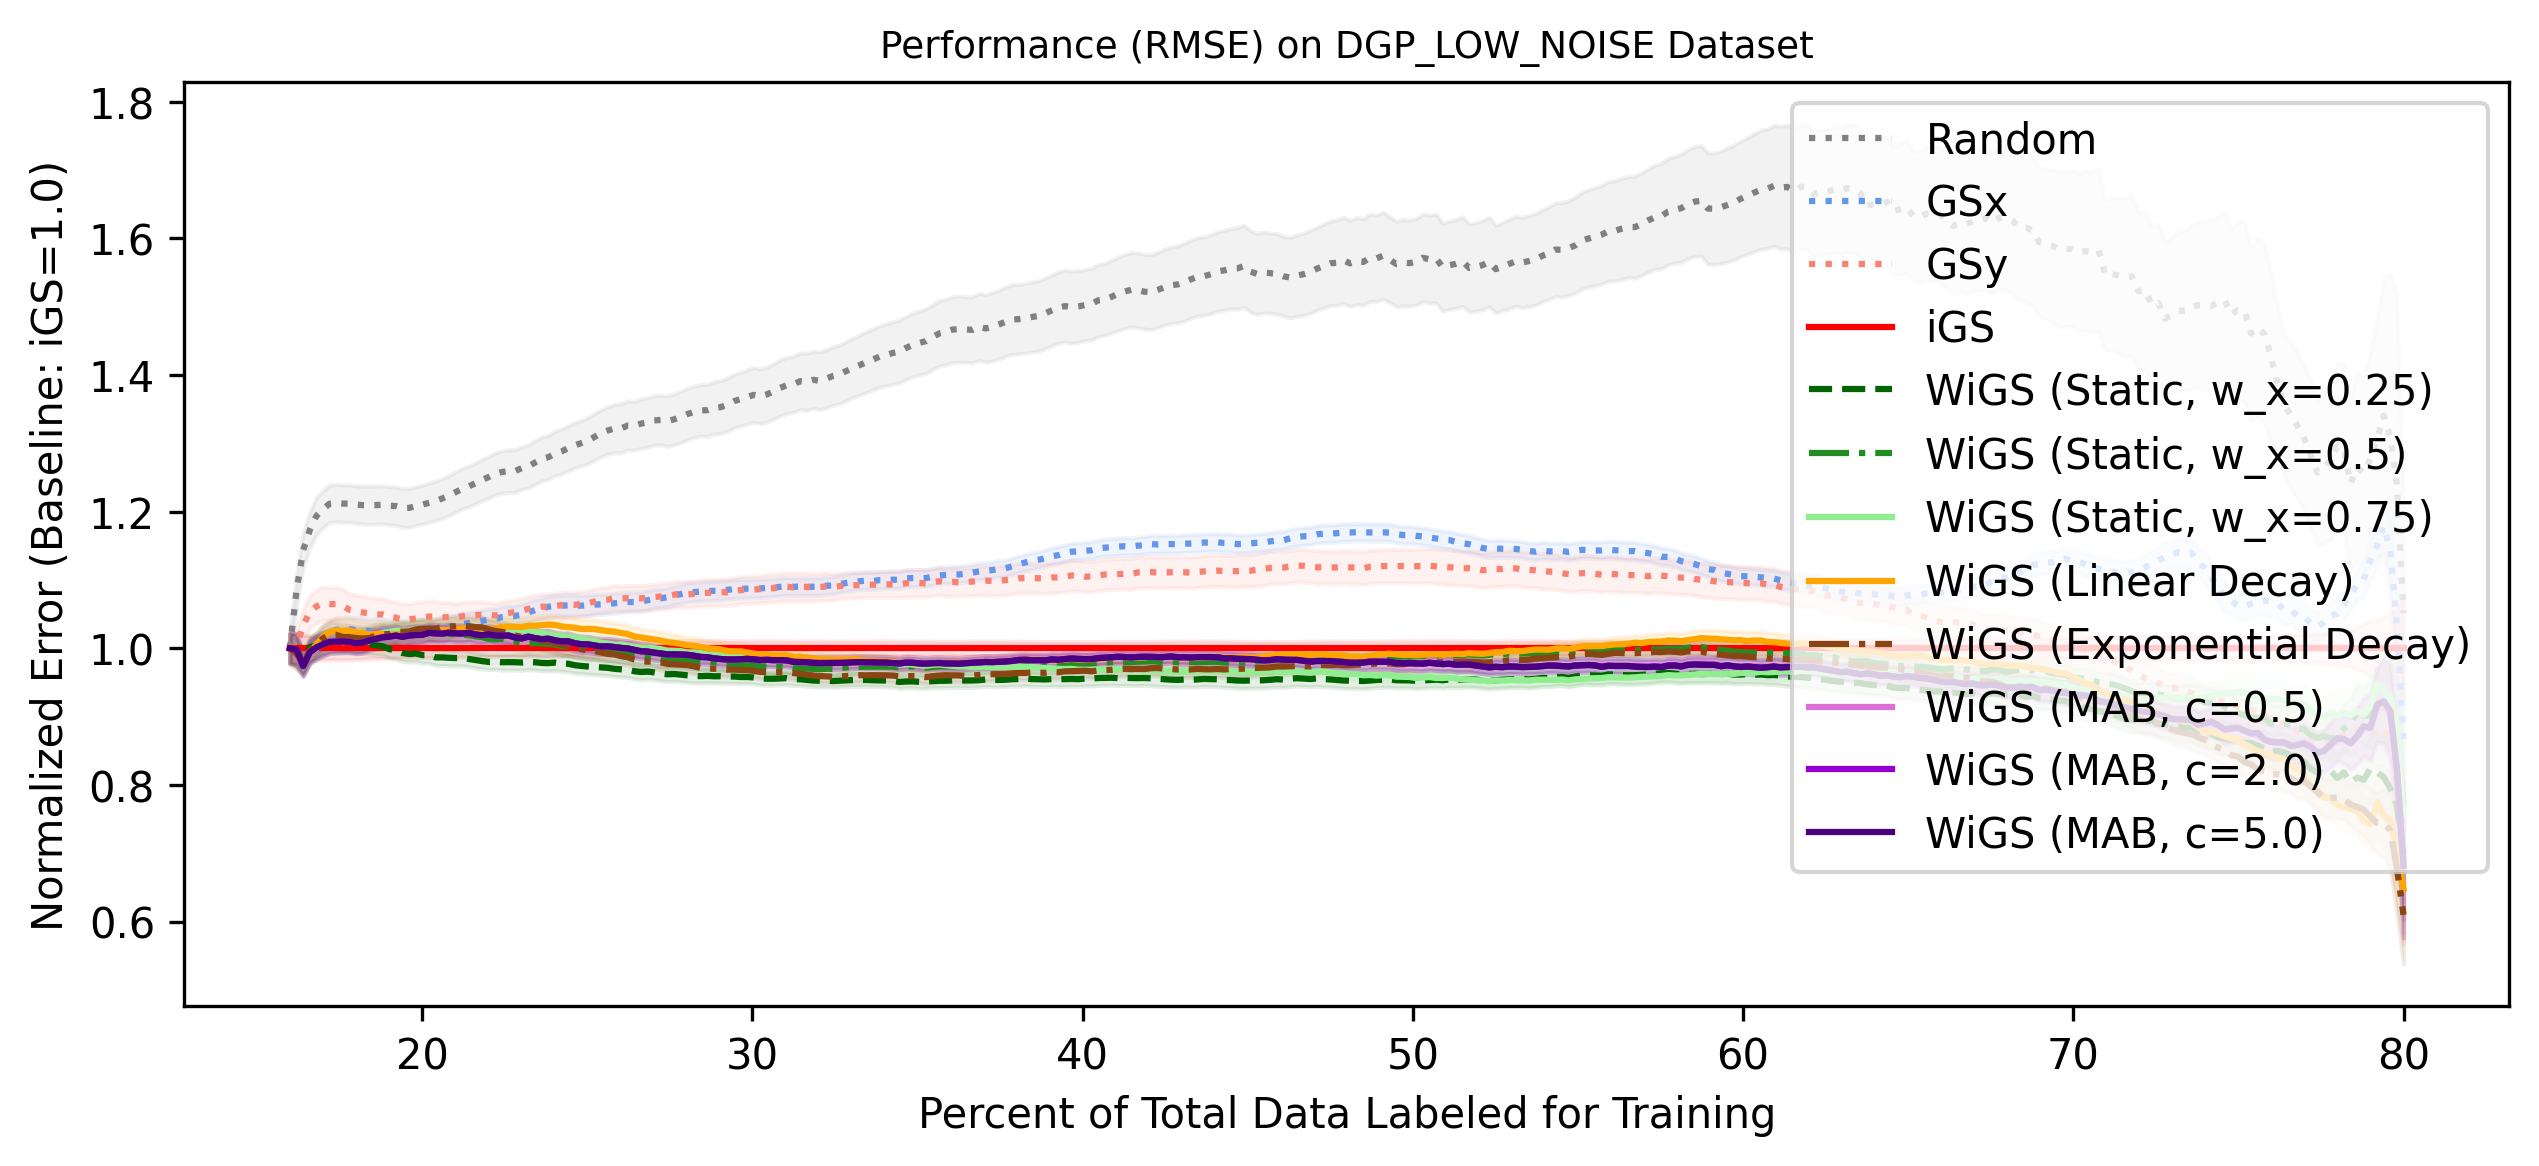 Performance (RMSE) on DGP_LOW_NOISE Dataset
Normalized Error (Baseline: iGS=1.0)
1.8
1.6
1.4
1.2
1.0
0.8
0.6
Random
GSx
GSy
iGS
WiGS (Static, w_x=0.25)
WiGS (Static, w_x=0.5)
WiGS (Static, w_x=0.75)
WiGS (Linear Decay)
WiGS (Exponential Decay)
WiGS (MAB, c=0.5)
WiGS (MAB, c=2.0)
WiGS (MAB, c=5.0)
20 30 40 50 60 70 80
Percent of Total Data Labeled for Training